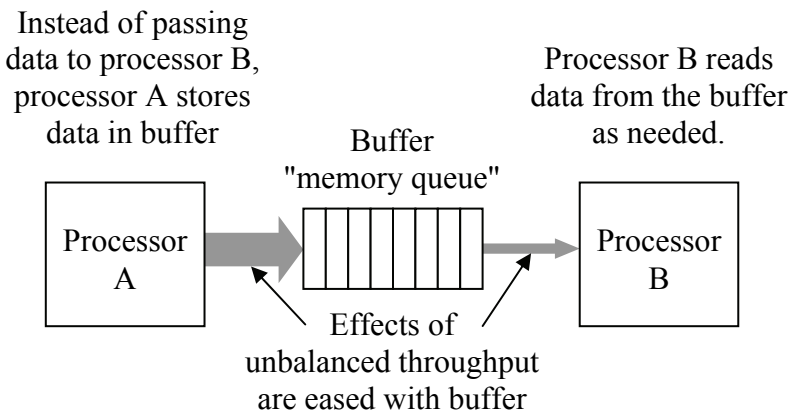 Instead of passing
data to processor B,
processor A stores
data in buffer
Processor B reads
data from the buffer
as needed.
Buffer
"memory queue"
Processor
A
Processor
B
Effects of
unbalanced throughput
are eased with buffer